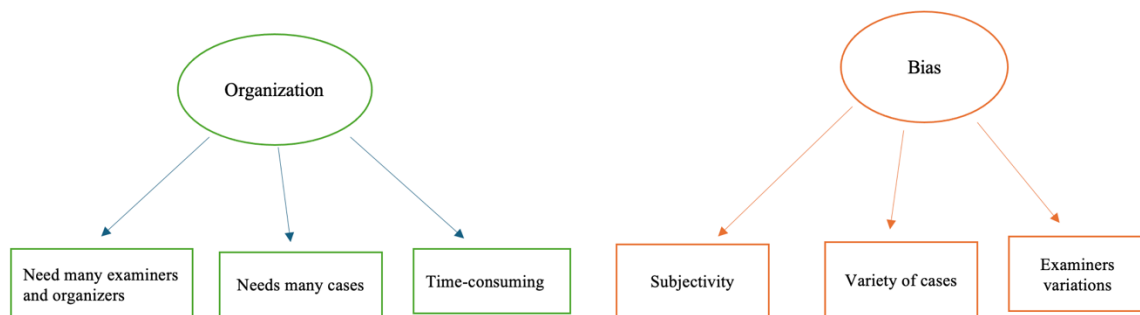 Organization
Bias
Need many examiners
and organizers
Needs many cases
Time-consuming
Subjectivity
Variety of cases
Examiners
variations